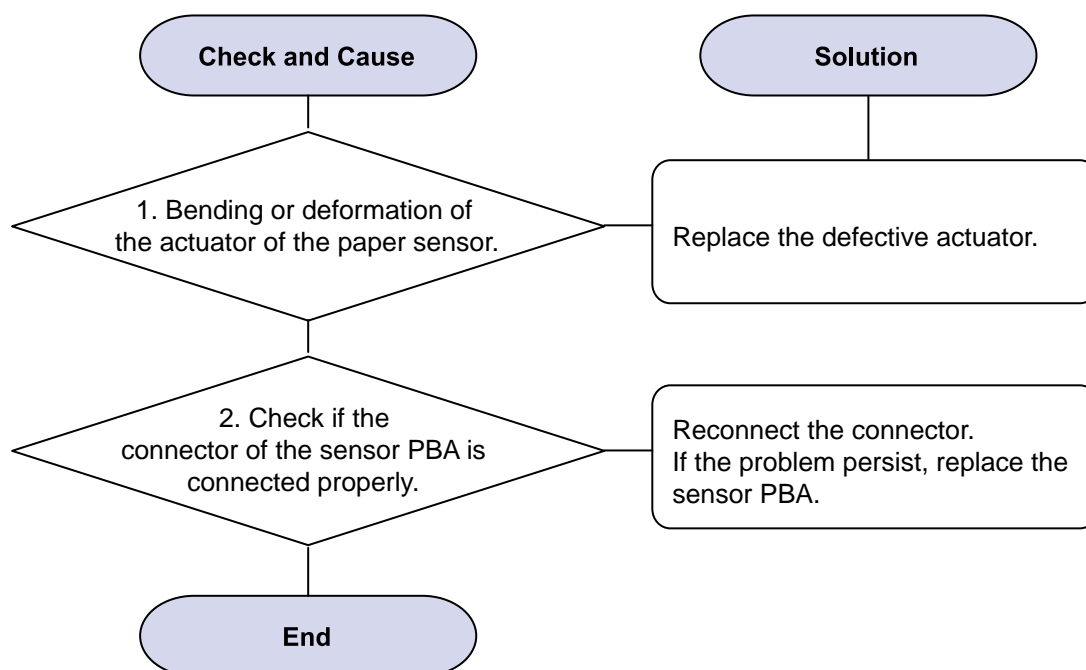 Check and Cause
Solution
1. Bending or deformation of
the actuator of the paper sensor.
Replace the defective actuator.
2. Check if the
connector of the sensor PBA is
connected properly.
Reconnect the connector.
If the problem persist, replace the
sensor PBA.
End